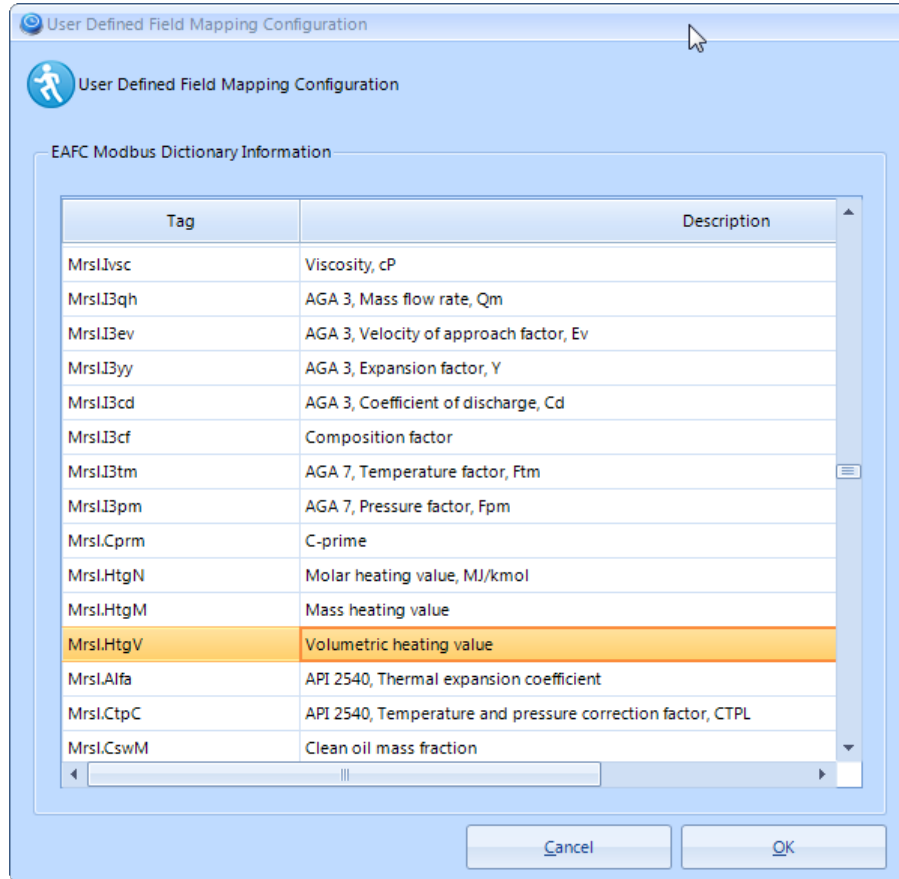 User Defined Field Mapping Configuration
User Defined Field Mapping Configuration
EAFC Modbus Dictionary Information
Tag Description
Mrsl.Ivsc Viscosity, cP
Mrsl.I3qh AGA 3, Mass flow rate, Qm
Mrsl.I3ev AGA 3, Velocity of approach factor, Ev
Mrsl.I3yy AGA 3, Expansion factor, Y
Mrsl.I3cd AGA 3, Coefficient of discharge, Cd
Mrsl.I3cf Composition factor
Mrsl.I3tm AGA 7, Temperature factor, Ftm
Mrsl.I3pm AGA 7, Pressure factor, Fpm
Mrsl.Cprm C-prime
Mrsl.HtgN Molar heating value, MJ/kmol
Mrsl.HtgM Mass heating value
Mrsl.HtgV Volumetric heating value
Mrsl.Alfa API 2540, Thermal expansion coefficient
Mrsl.CtpC API 2540, Temperature and pressure correction factor, CTPL
Mrsl.CswM Clean oil mass fraction
Cancel OK